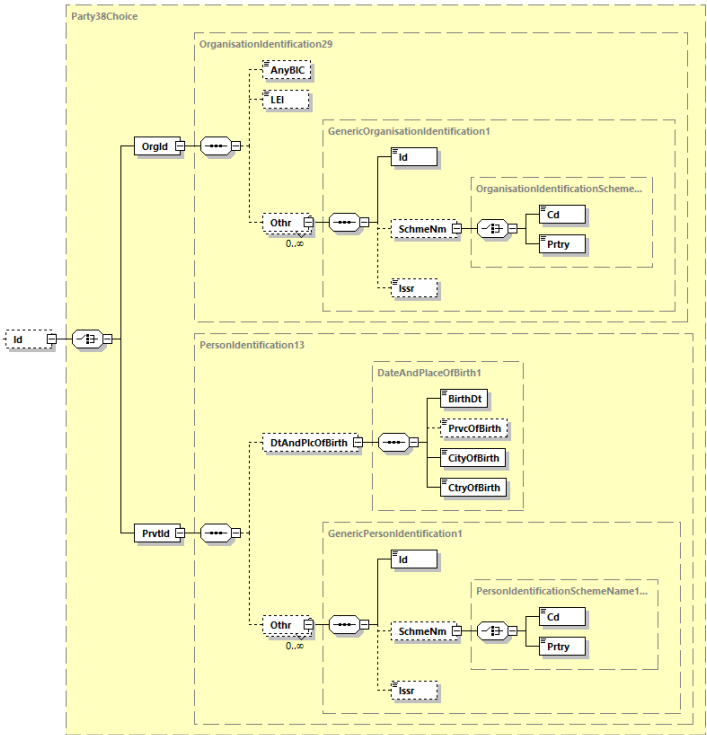 Party38Choice
OrganisationIdentification29
AnyBIC
LEI
GenericOrganisationIdentification1
Id
OrgId
OrganisationIdentificationScheme...
Cd
Othr
SchmeNm
0..∞
Prtry
Issr
Id
PersonIdentification13
DateAndPlaceOfBirth1
BirthDt
PrvcOfBirth
DtAndPlcOfBirth
CityOfBirth
CtryOfBirth
PrvtId
GenericPersonIdentification1
Id
PersonIdentificationSchemeName1...
Cd
Othr
SchmeNm
0..∞
Prtry
Issr